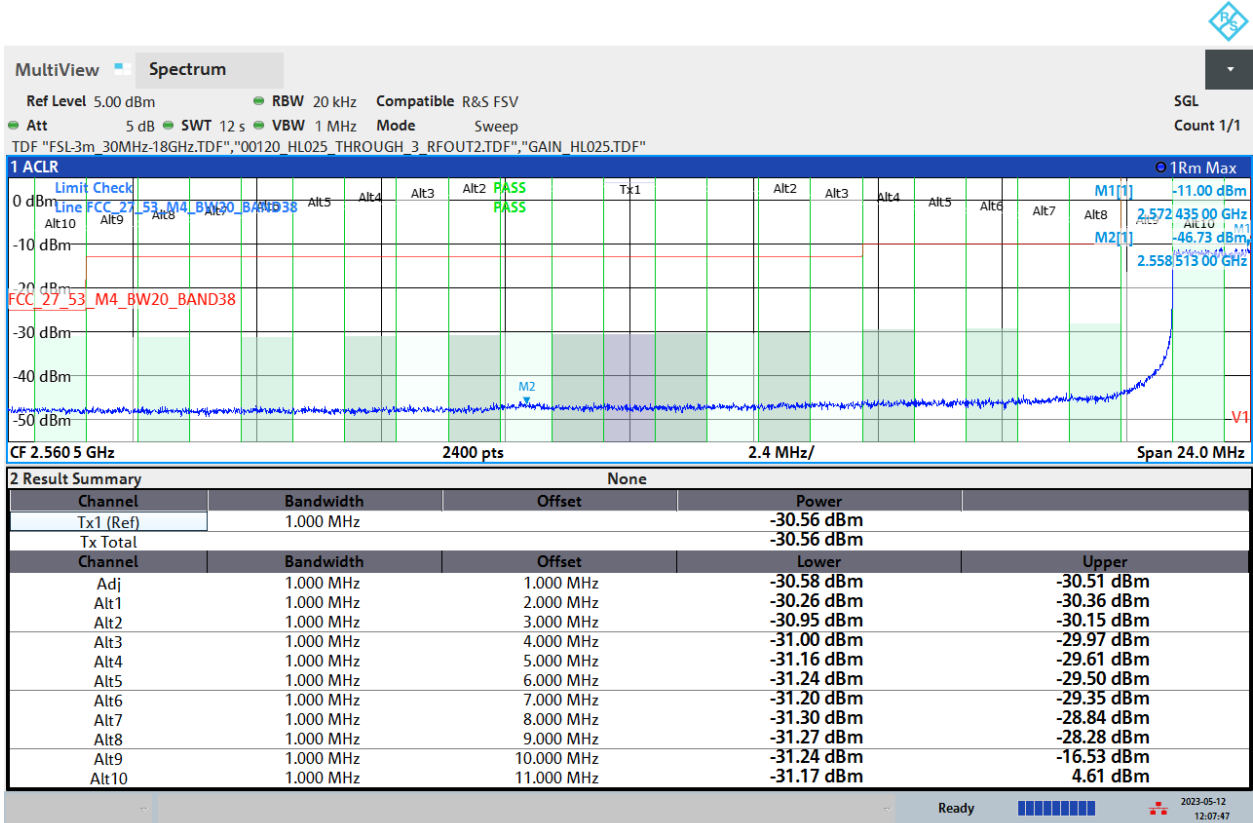 R&S
MultiView Spectrum
Ref Level 5.00 dBm RBW 20 kHz Compatible R&S FSV SGL
Att 5 dB SWT 12 s VBW 1 MHz Mode Sweep Count 1/1
TDF "FSL-3m_30MHz-18GHz.TDF","00120_HL025_THROUGH_3_RFOUT2.TDF","GAIN_HL025.TDF"
1 ACLR 1Rm Max
Limit Check PASS
Line FCC_27_53_M4_BW20_BAND38 PASS
Alt10 Alt9 Alt8 Alt7 Alt5 Alt4 Alt3 Alt2 Tx1 Alt2 Alt3 Alt4 Alt5 Alt6 Alt7 Alt8 Alt9 Alt10
M1[1] -11.00 dBm
2.572 435 00 GHz
M2[1] -46.73 dBm
2.558 513 00 GHz
M1
0 dBm
-10 dBm
-20 dBm
FCC_27_53_M4_BW20_BAND38
-30 dBm
-40 dBm
M2
-50 dBm
V1
CF 2.560 5 GHz 2400 pts 2.4 MHz/ Span 24.0 MHz
2 Result Summary None
Channel Bandwidth Offset Power
Tx1 (Ref) 1.000 MHz -30.56 dBm
Tx Total -30.56 dBm
Channel Bandwidth Offset Lower Upper
Adj 1.000 MHz 1.000 MHz -30.58 dBm -30.51 dBm
Alt1 1.000 MHz 2.000 MHz -30.26 dBm -30.36 dBm
Alt2 1.000 MHz 3.000 MHz -30.95 dBm -30.15 dBm
Alt3 1.000 MHz 4.000 MHz -31.00 dBm -29.97 dBm
Alt4 1.000 MHz 5.000 MHz -31.16 dBm -29.61 dBm
Alt5 1.000 MHz 6.000 MHz -31.24 dBm -29.50 dBm
Alt6 1.000 MHz 7.000 MHz -31.20 dBm -29.35 dBm
Alt7 1.000 MHz 8.000 MHz -31.30 dBm -28.84 dBm
Alt8 1.000 MHz 9.000 MHz -31.27 dBm -28.28 dBm
Alt9 1.000 MHz 10.000 MHz -31.24 dBm -16.53 dBm
Alt10 1.000 MHz 11.000 MHz -31.17 dBm 4.61 dBm
Ready 2023-05-12
12:07:47